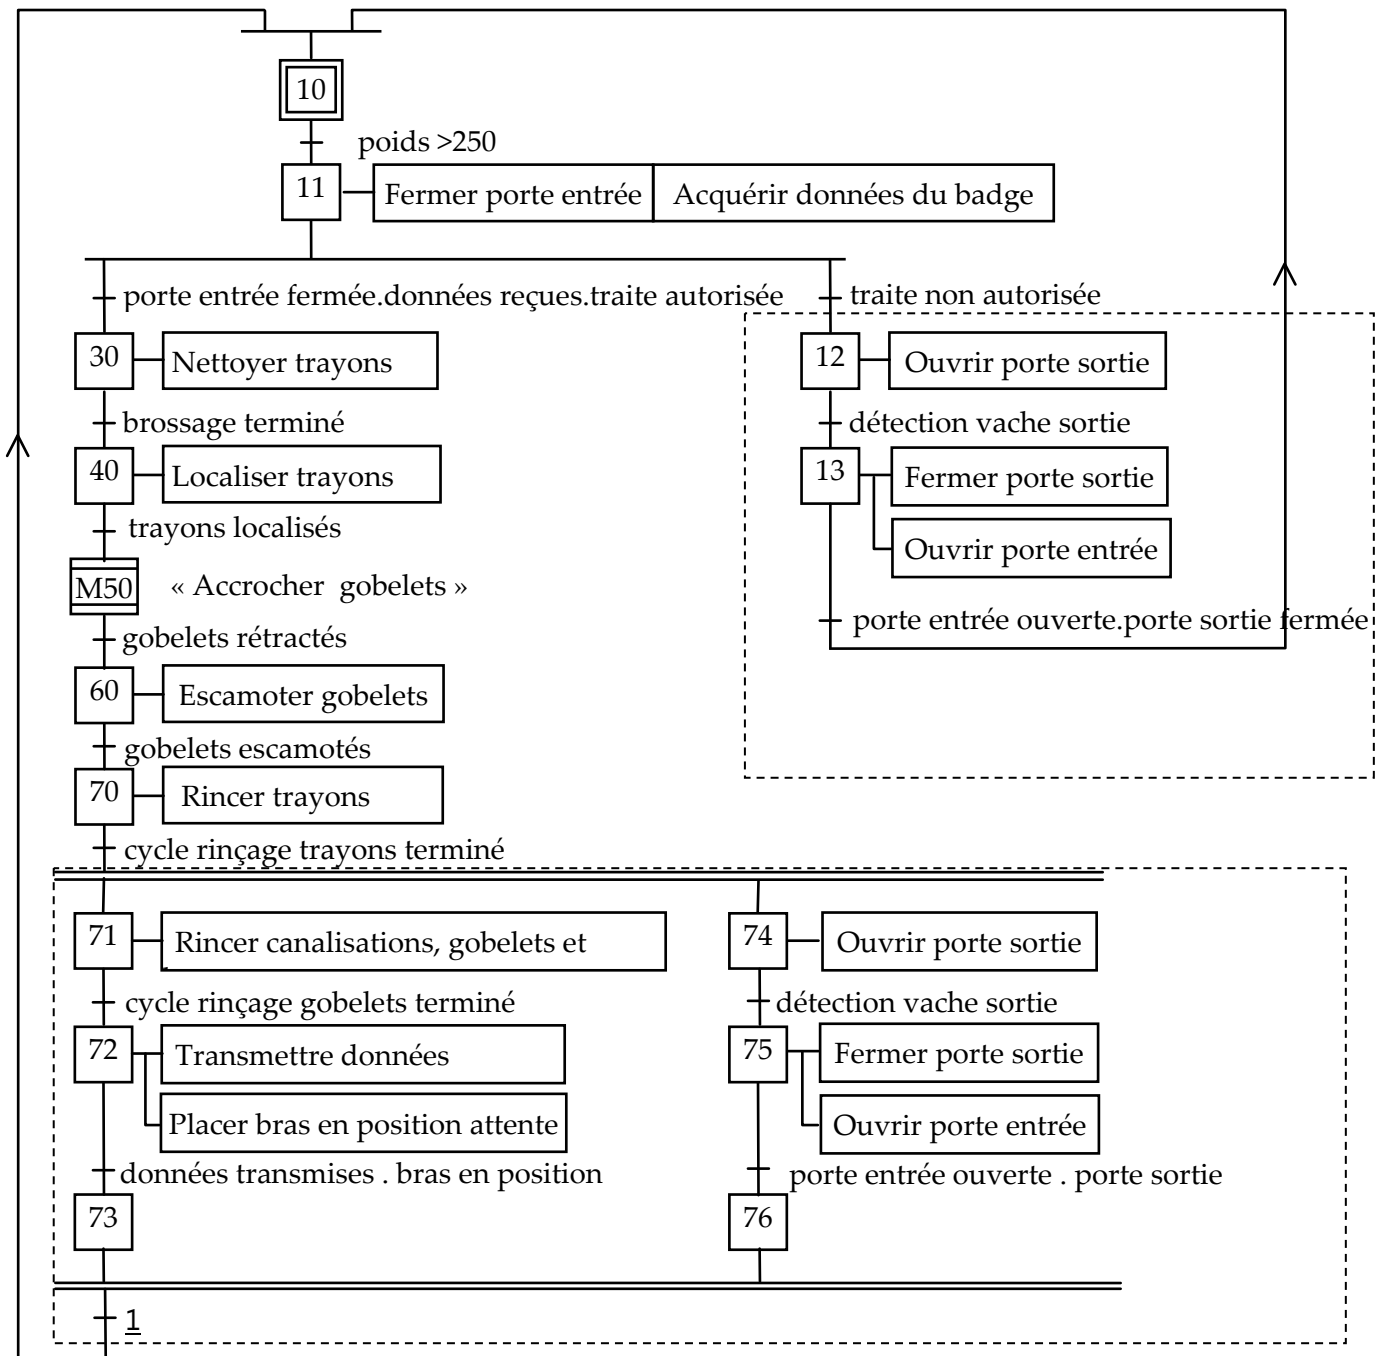 10
poids >250
11
Fermer porte entrée
Acquérir données du badge
porte entrée fermée.données reçues.traite autorisée
traite non autorisée
30
Nettoyer trayons
12
Ouvrir porte sortie
brossage terminé
détection vache sortie
40
Localiser trayons
13
Fermer porte sortie
trayons localisés
Ouvrir porte entrée
M50
« Accrocher gobelets »
gobelets rétractés
porte entrée ouverte.porte sortie fermée
60
Escamoter gobelets
gobelets escamotés
70
Rincer trayons
cycle rinçage trayons terminé
71
Rincer canalisations, gobelets et
74
Ouvrir porte sortie
cycle rinçage gobelets terminé
détection vache sortie
72
Transmettre données
75
Fermer porte sortie
Placer bras en position attente
Ouvrir porte entrée
données transmises . bras en position
porte entrée ouverte . porte sortie
73
76
1